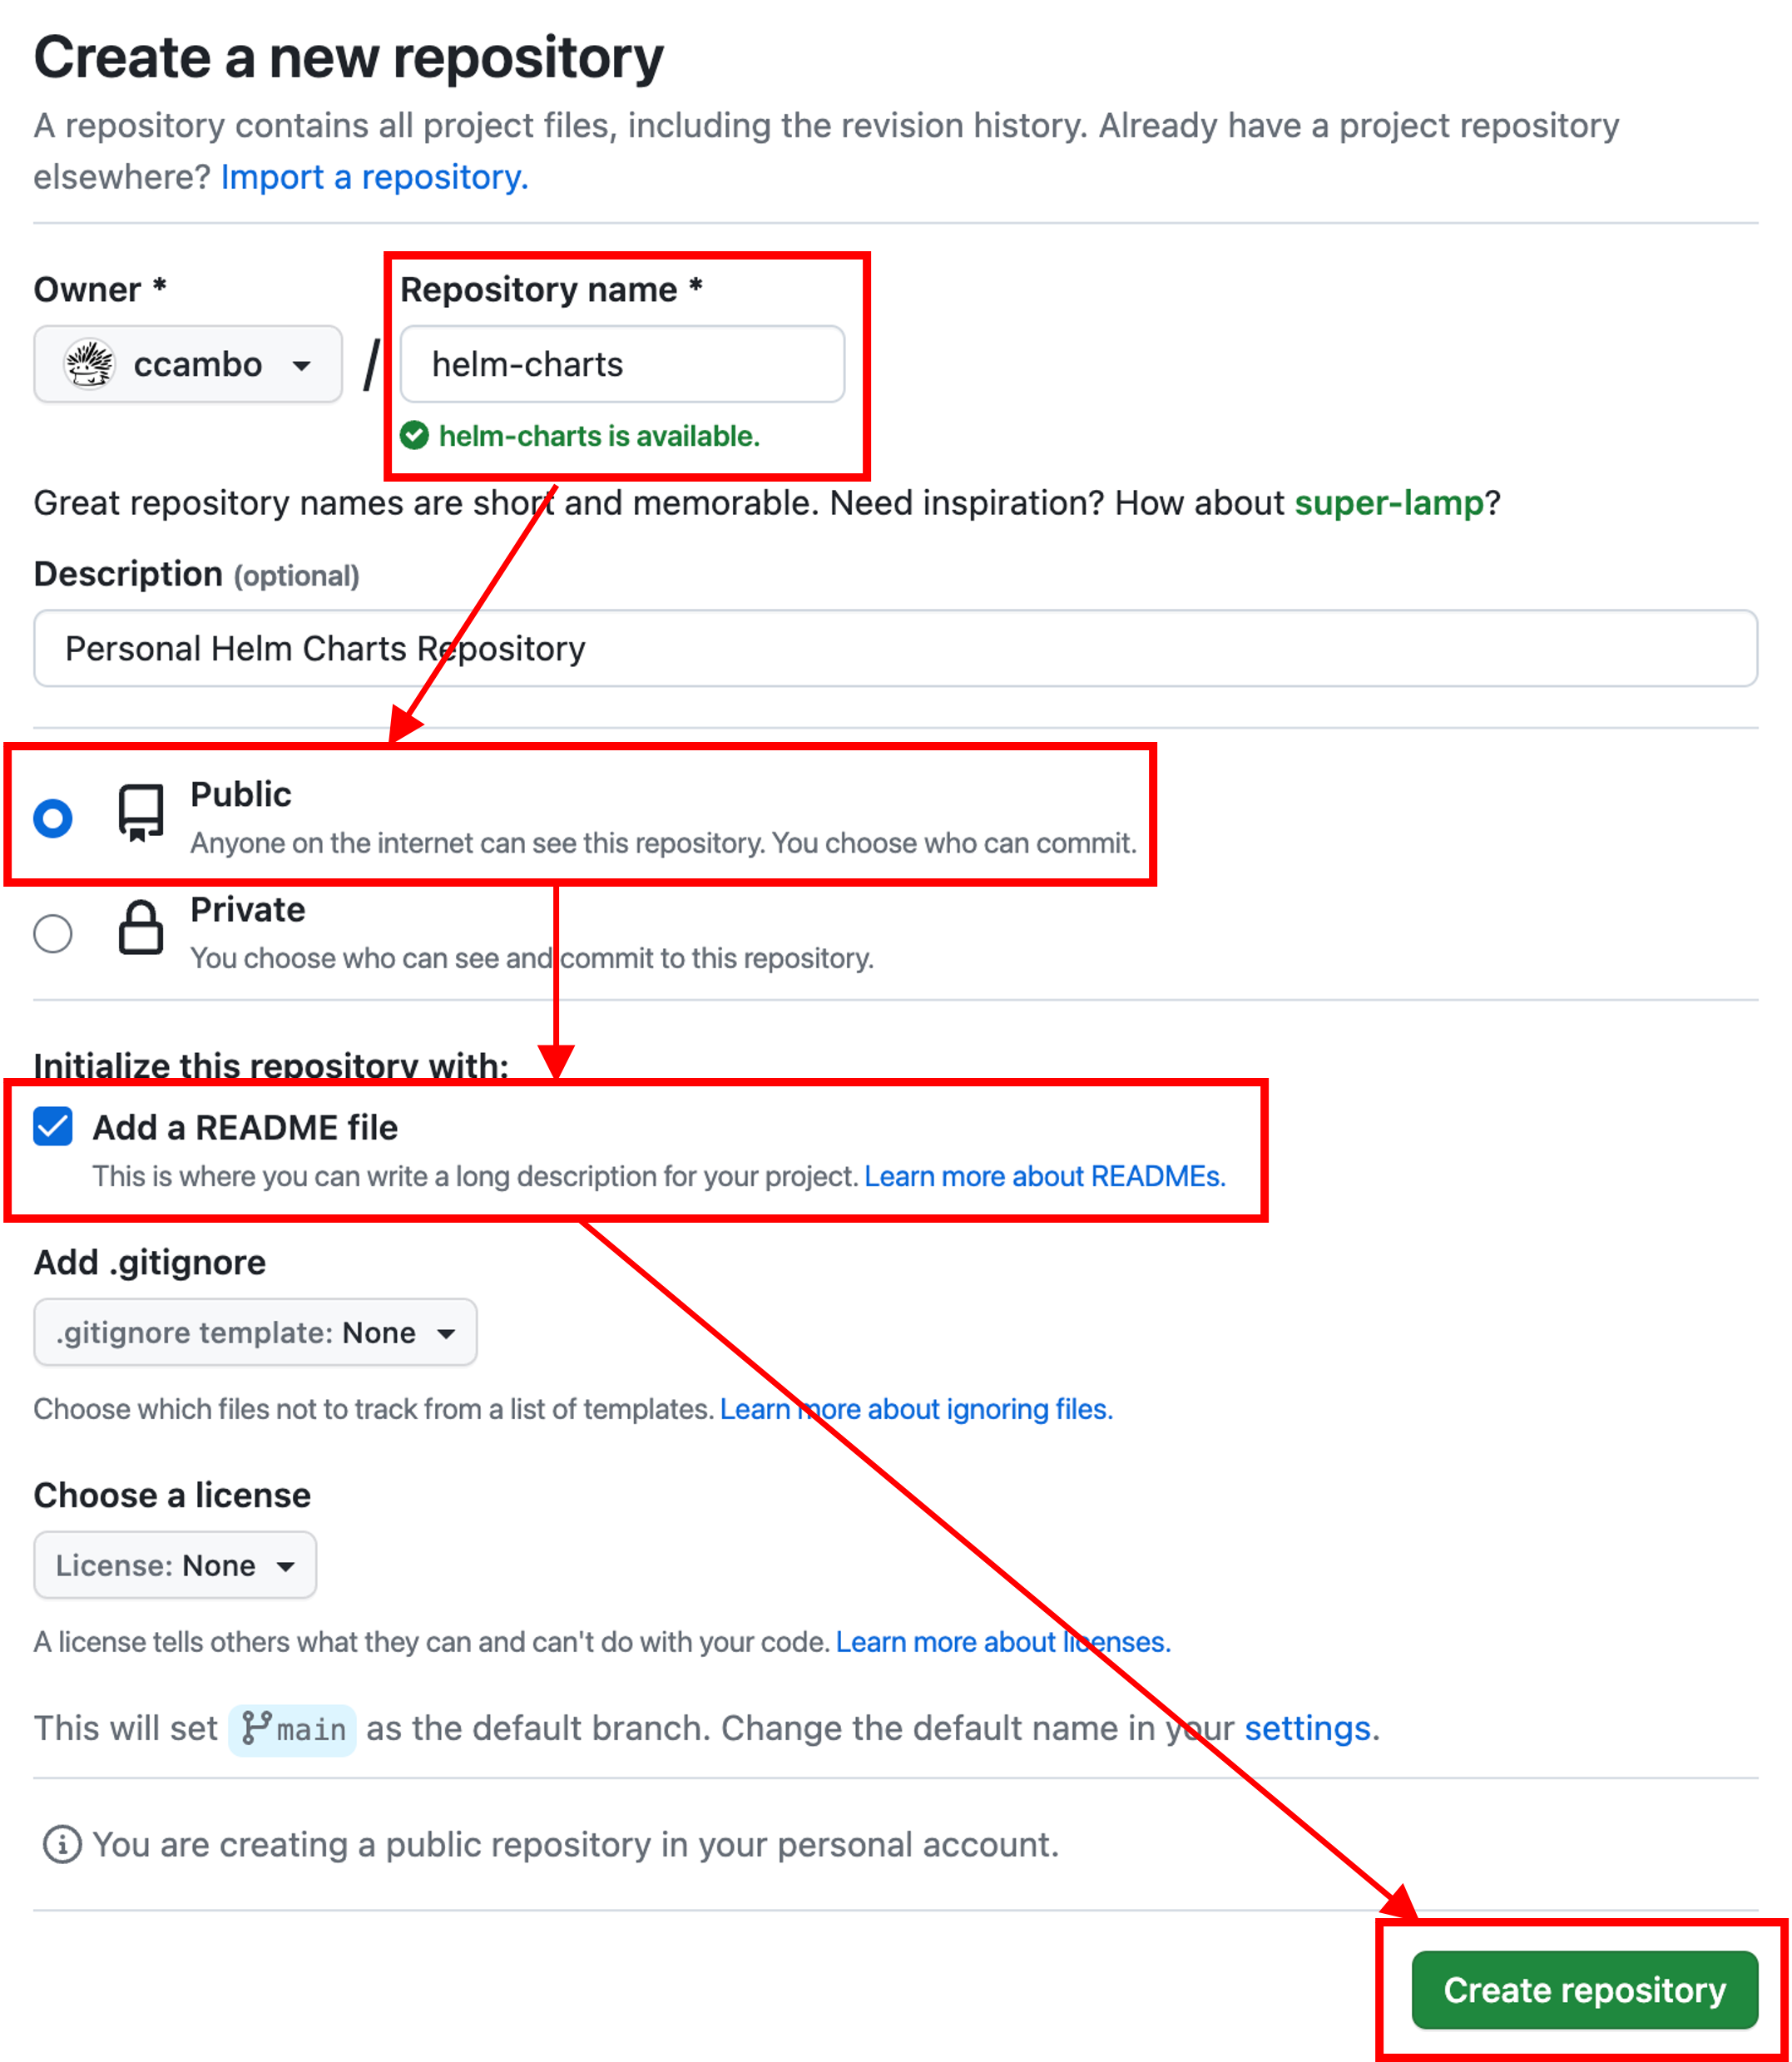 Create a new repository
A repository contains all project files, including the revision history. Already have a project repository
elsewhere? Import a repository.
Owner *
Repository name *
ccambo
/
helm-charts
helm-charts is available.
Great repository names are short and memorable. Need inspiration? How about super-lamp?
Description (optional)
Personal Helm Charts Repository
Public
Anyone on the internet can see this repository. You choose who can commit.
Private
You choose who can see and commit to this repository.
Initialize this repository with:
Add a README file
This is where you can write a long description for your project. Learn more about READMEs.
Add .gitignore
.gitignore template: None
Choose which files not to track from a list of templates. Learn more about ignoring files.
Choose a license
License: None
A license tells others what they can and can't do with your code. Learn more about licenses.
This will set main as the default branch. Change the default name in your settings.
You are creating a public repository in your personal account.
Create repository